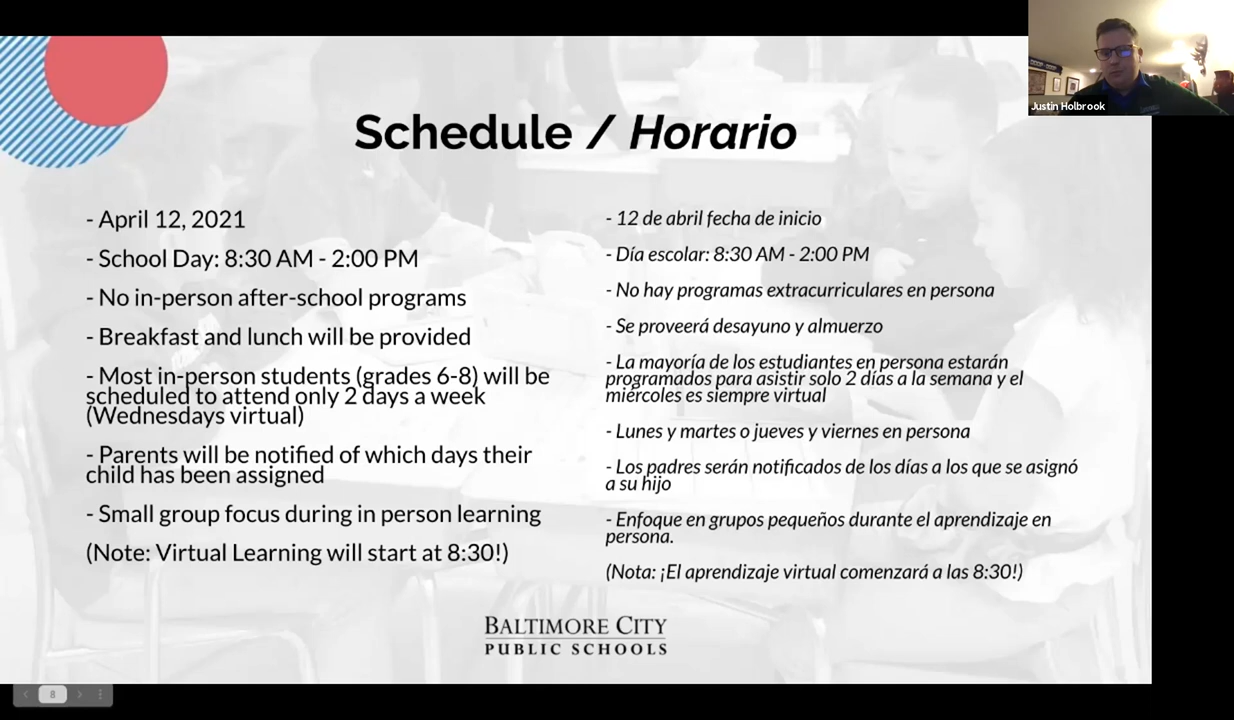 Justin Holbrook
Schedule / Horario
- April 12, 2021
- School Day: 8:30 AM - 2:00 PM
- No in-person after-school programs
- Breakfast and lunch will be provided
- Most in-person students (grades 6-8) will be
scheduled to attend only 2 days a week
(Wednesdays virtual)
- Parents will be notified of which days their
child has been assigned
- Small group focus during in person learning
(Note: Virtual Learning will start at 8:30!)
- 12 de abril fecha de inicio
- Día escolar: 8:30 AM - 2:00 PM
- No hay programas extracurriculares en persona
- Se proveerá desayuno y almuerzo
- La mayoría de los estudiantes en persona estarán
programados para asistir solo 2 días a la semana y el
miércoles es siempre virtual
- Lunes y martes o jueves y viernes en persona
- Los padres serán notificados de los días a los que se asignó
a su hijo
- Enfoque en grupos pequeños durante el aprendizaje en
persona.
(Nota: ¡El aprendizaje virtual comenzará a las 8:30!)
BALTIMORE CITY
PUBLIC SCHOOLS
8